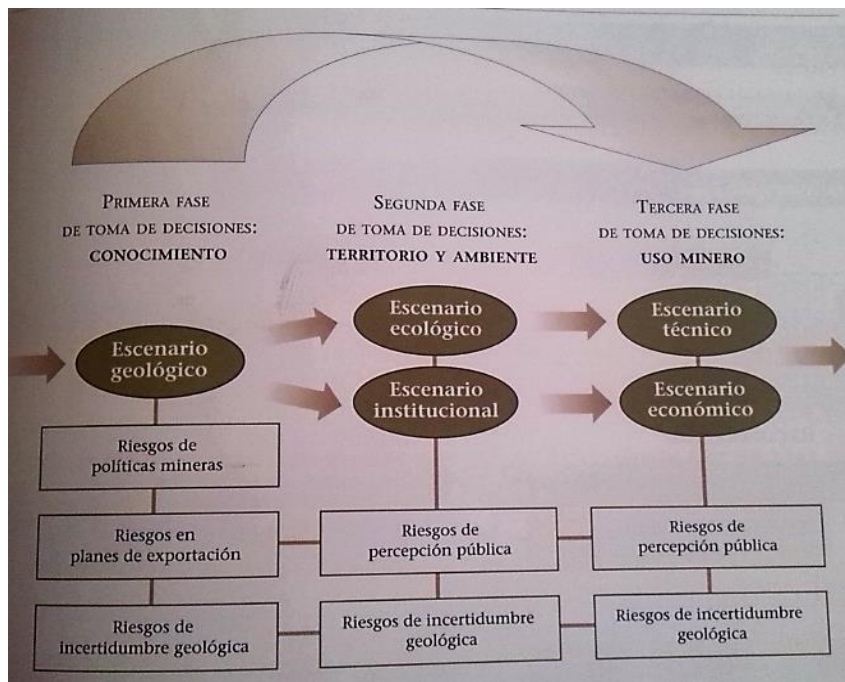 PRIMERA FASE
DE TOMA DE DECISIONES:
CONOCIMIENTO
SEGUNDA FASE
DE TOMA DE DECISIONES:
TERRITORIO Y AMBIENTE
TERCERA FASE
DE TOMA DE DECISIONES:
USO MINERO
Escenario
geológico
Escenario
ecológico
Escenario
institucional
Escenario
técnico
Escenario
económico
Riesgos de
políticas mineras
Riesgos en
planes de exportación
Riesgos de
percepción pública
Riesgos de
percepción pública
Riesgos de
incertidumbre geológica
Riesgos de incertidumbre
geológica
Riesgos de incertidumbre
geológica